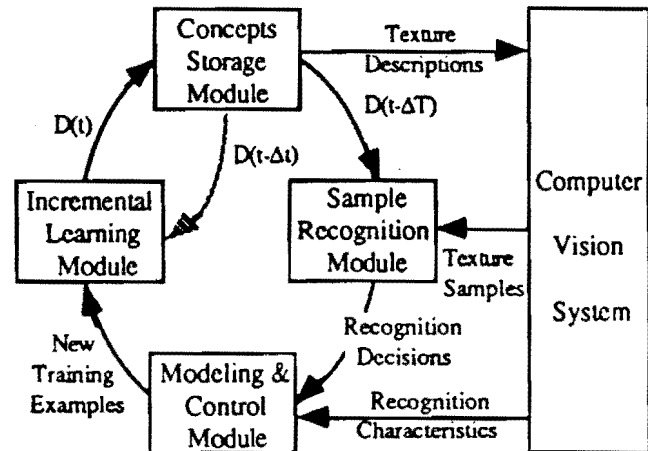 Concepts
Storage
Module
Texture
Descriptions
D(t)
D(t-Δt)
D(t-ΔT)
Incremental
Learning
Module
Sample
Recognition
Module
Computer
Vision
System
Texture
Samples
New
Training
Examples
Recognition
Decisions
Modeling &
Control
Module
Recognition
Characteristics